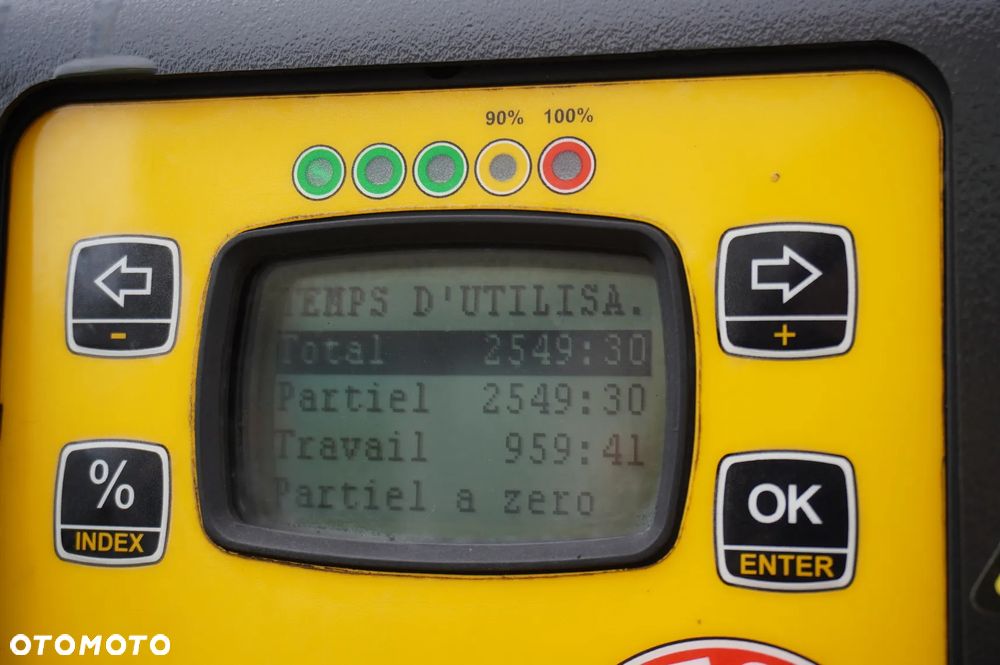 90% 100%
TEMPS D'UTILISA.
Total 2549:30
Partiel 2549:30
Travail 959:41
Partiel a zero
-
+
%
INDEX
OK
ENTER
OTOMOTO